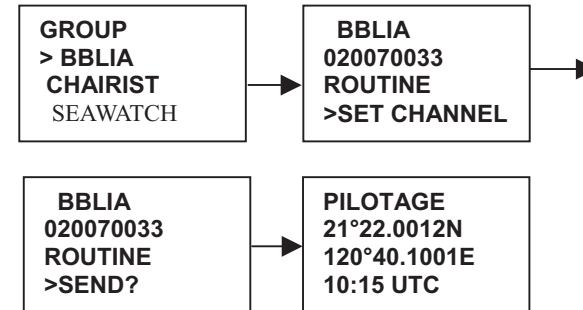 GROUP
> BBLIA
CHAIRIST
SEAWATCH
BBLIA
020070033
ROUTINE
>SET CHANNEL
BBLIA
020070033
ROUTINE
>SEND?
PILOTAGE
21°22.0012N
120°40.1001E
10:15 UTC